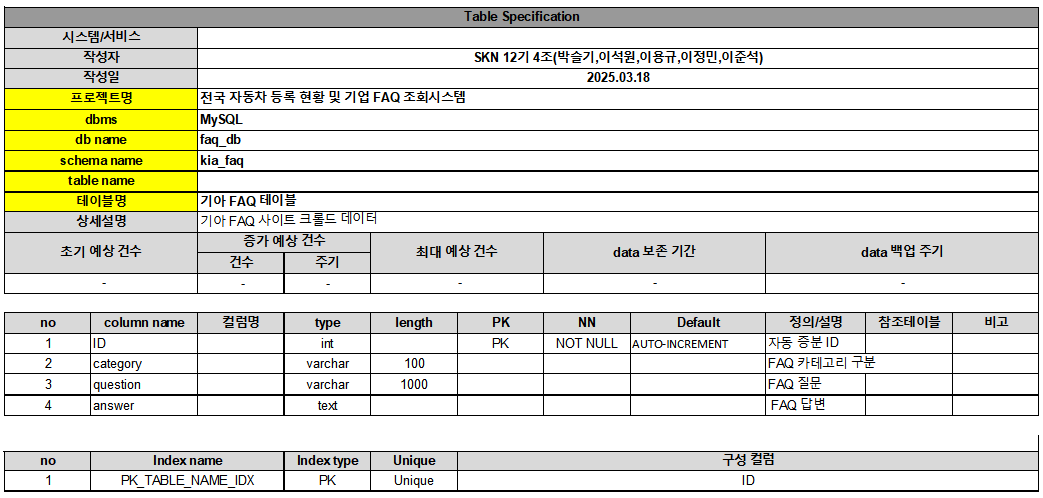 Table Specification
시스템/서비스
작성자 SKN 12기 4조(박슬기,이석원,이용규,이정민,이준석)
작성일 2025.03.18
프로젝트명 전국 자동차 등록 현황 및 기업 FAQ 조회시스템
dbms MySQL
db name faq_db
schema name kia_faq
table name
테이블명 기아 FAQ 테이블
상세설명 기아 FAQ 사이트 크롤드 데이터
초기 예상 건수 증가 예상 건수 최대 예상 건수 data 보존 기간 data 백업 주기
건수 주기
- - - - - -
no column name 컬럼명 type length PK NN Default 정의/설명 참조테이블 비고
1 ID int PK NOT NULL AUTO-INCREMENT 자동 증분 ID
2 category varchar 100 FAQ 카테고리 구분
3 question varchar 1000 FAQ 질문
4 answer text FAQ 답변
no Index name Index type Unique 구성 컬럼
1 PK_TABLE_NAME_IDX PK Unique ID